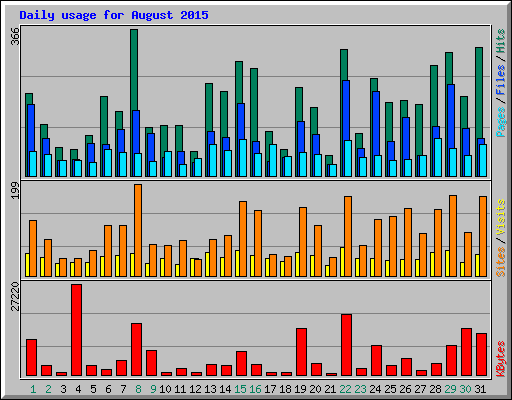 Daily usage for August 2015
366
199
27220
Pages / Files / Hits
Sites / Visits
KBytes
1 2 3 4 5 6 7 8 9 10 11 12 13 14 15 16 17 18 19 20 21 22 23 24 25 26 27 28 29 30 31